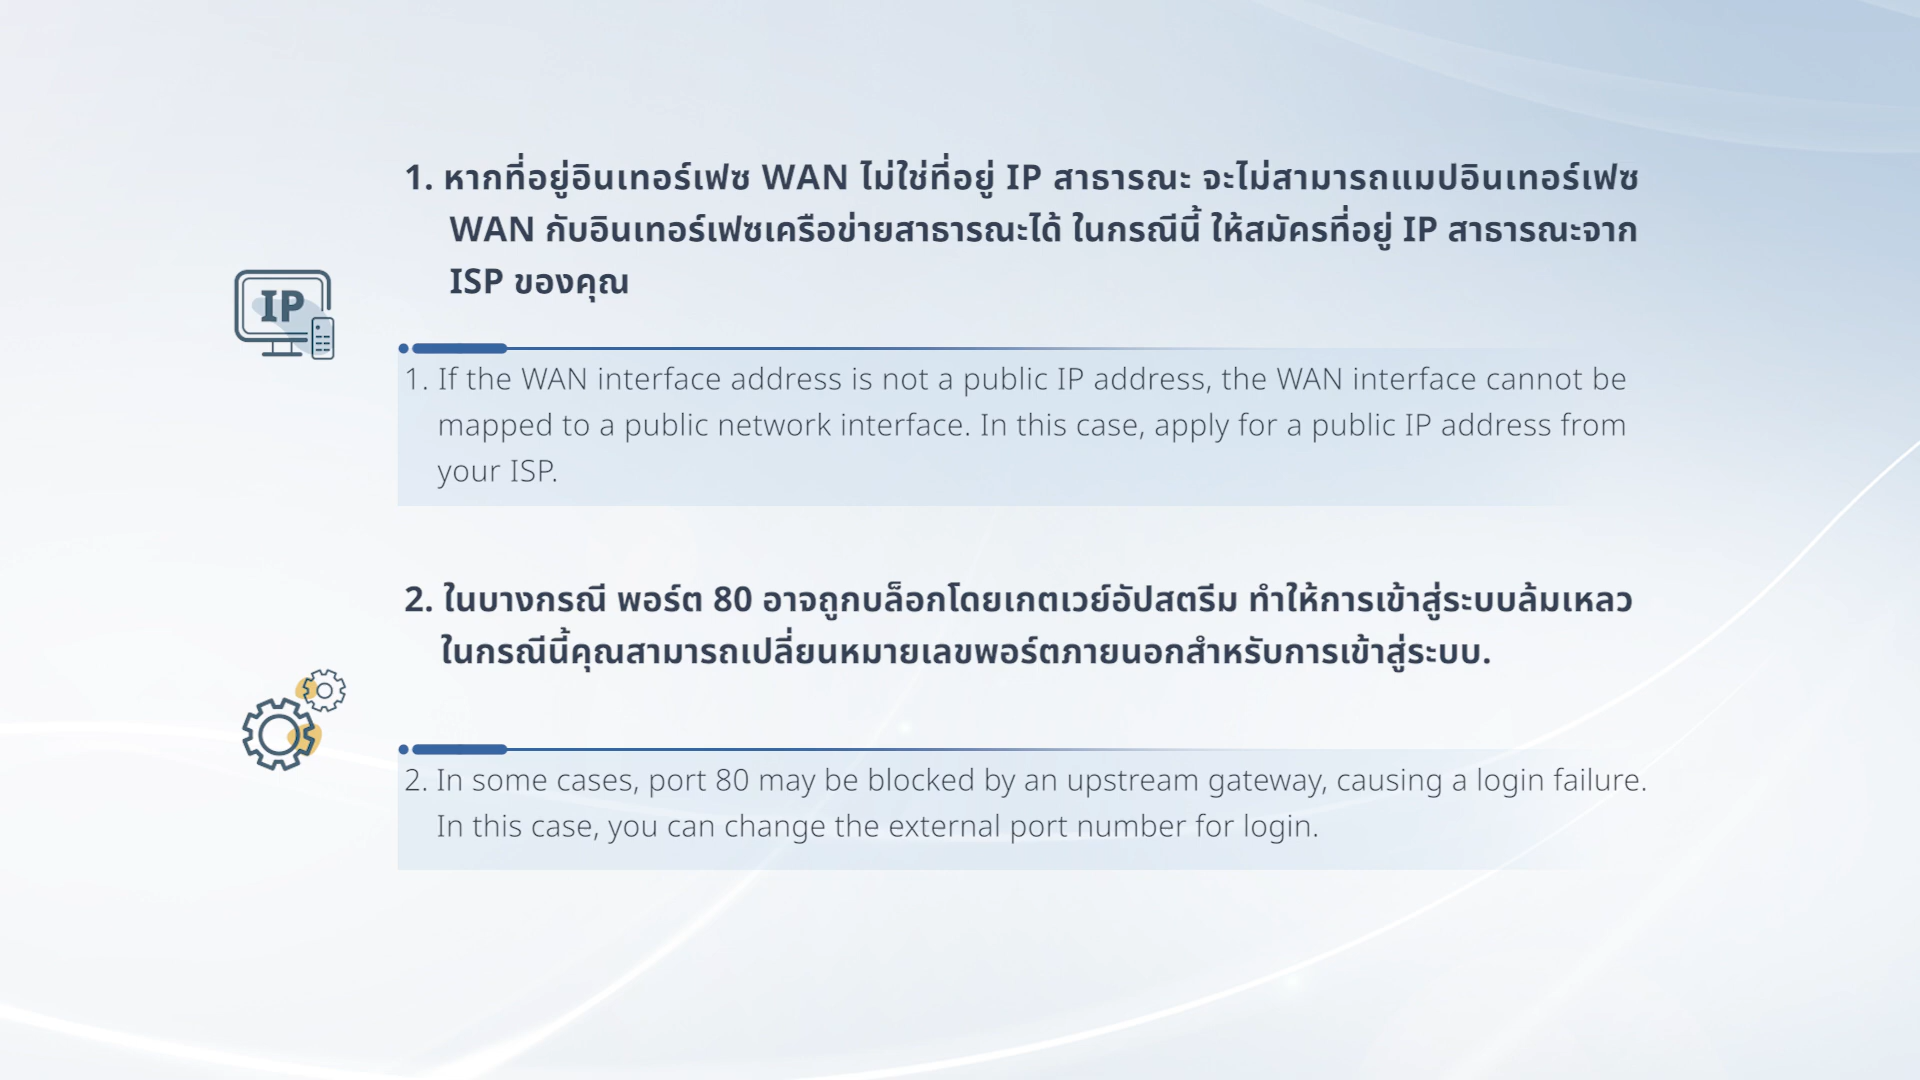 1. หากที่อยู่อินเทอร์เฟซ WAN ไม่ใช่ที่อยู่ IP สาธารณะ จะไม่สามารถแมปอินเทอร์เฟซ
WAN กับอินเทอร์เฟซเครือข่ายสาธารณะได้ ในกรณีนี้ ให้สมัครที่อยู่ IP สาธารณะจาก
ISP ของคุณ
IP
1. If the WAN interface address is not a public IP address, the WAN interface cannot be
mapped to a public network interface. In this case, apply for a public IP address from
your ISP.
2. ในบางกรณี พอร์ต 80 อาจถูกบล็อกโดยเกตเวย์อัปสตรีม ทำให้การเข้าสู่ระบบล้มเหลว
ในกรณีนี้คุณสามารถเปลี่ยนหมายเลขพอร์ตภายนอกสำหรับการเข้าสู่ระบบ.
2. In some cases, port 80 may be blocked by an upstream gateway, causing a login failure.
In this case, you can change the external port number for login.